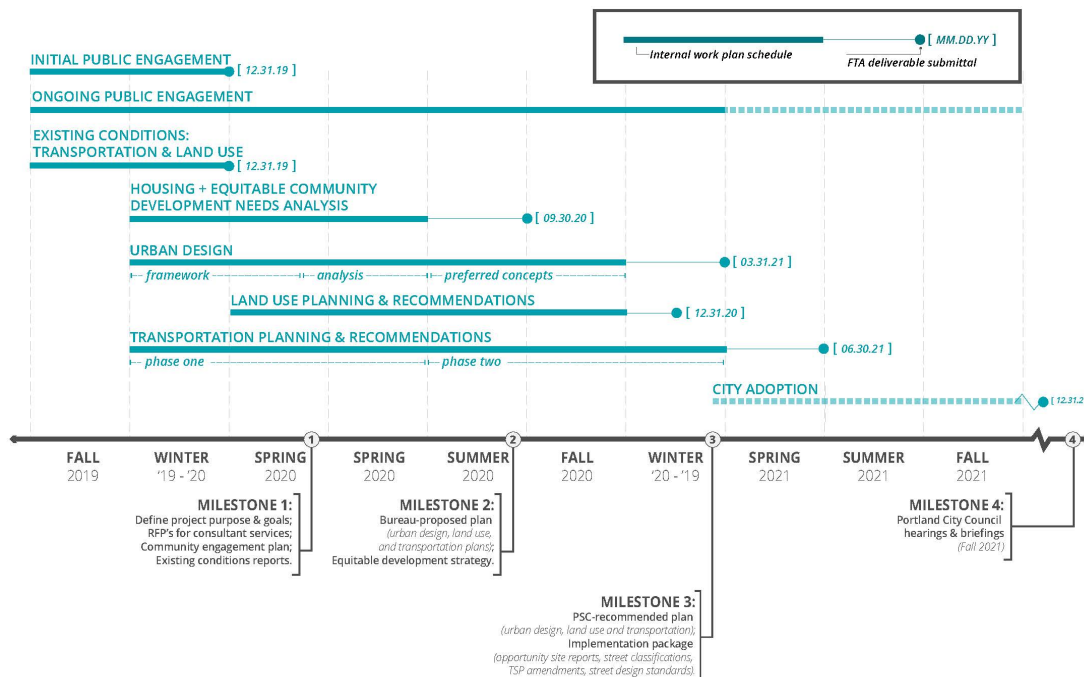 [ MM.DD.YY ]
Internal work plan schedule
FTA deliverable submittal
INITIAL PUBLIC ENGAGEMENT
[ 12.31.19 ]
ONGOING PUBLIC ENGAGEMENT
EXISTING CONDITIONS:
TRANSPORTATION & LAND USE
[ 12.31.19 ]
HOUSING + EQUITABLE COMMUNITY
DEVELOPMENT NEEDS ANALYSIS
[ 09.30.20 ]
URBAN DESIGN
[ 03.31.21 ]
framework analysis preferred concepts
LAND USE PLANNING & RECOMMENDATIONS
[ 12.31.20 ]
TRANSPORTATION PLANNING & RECOMMENDATIONS
[ 06.30.21 ]
phase one phase two
CITY ADOPTION
[ 12.31.2
1 2 3 4
FALL WINTER SPRING SPRING SUMMER FALL WINTER SPRING SUMMER FALL
2019 '19 - '20 2020 2020 2020 2020 '20 - '19 2021 2021 2021
MILESTONE 1:
Define project purpose & goals;
RFP's for consultant services;
Community engagement plan;
Existing conditions reports.
MILESTONE 2:
Bureau-proposed plan
(urban design, land use,
and transportation plans);
Equitable development strategy.
MILESTONE 3:
PSC-recommended plan
(urban design, land use and transportation);
Implementation package
(opportunity site reports, street classifications,
TSP amendments, street design standards).
MILESTONE 4:
Portland City Council
hearings & briefings
(Fall 2021)